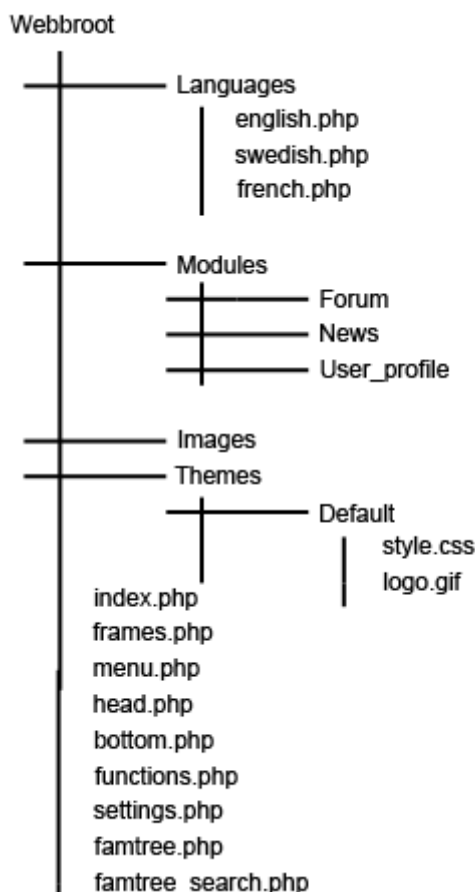 Webbroot
Languages
english.php
swedish.php
french.php
Modules
Forum
News
User_profile
Images
Themes
Default
style.css
logo.gif
index.php
frames.php
menu.php
head.php
bottom.php
functions.php
settings.php
famtree.php
famtree_search.php